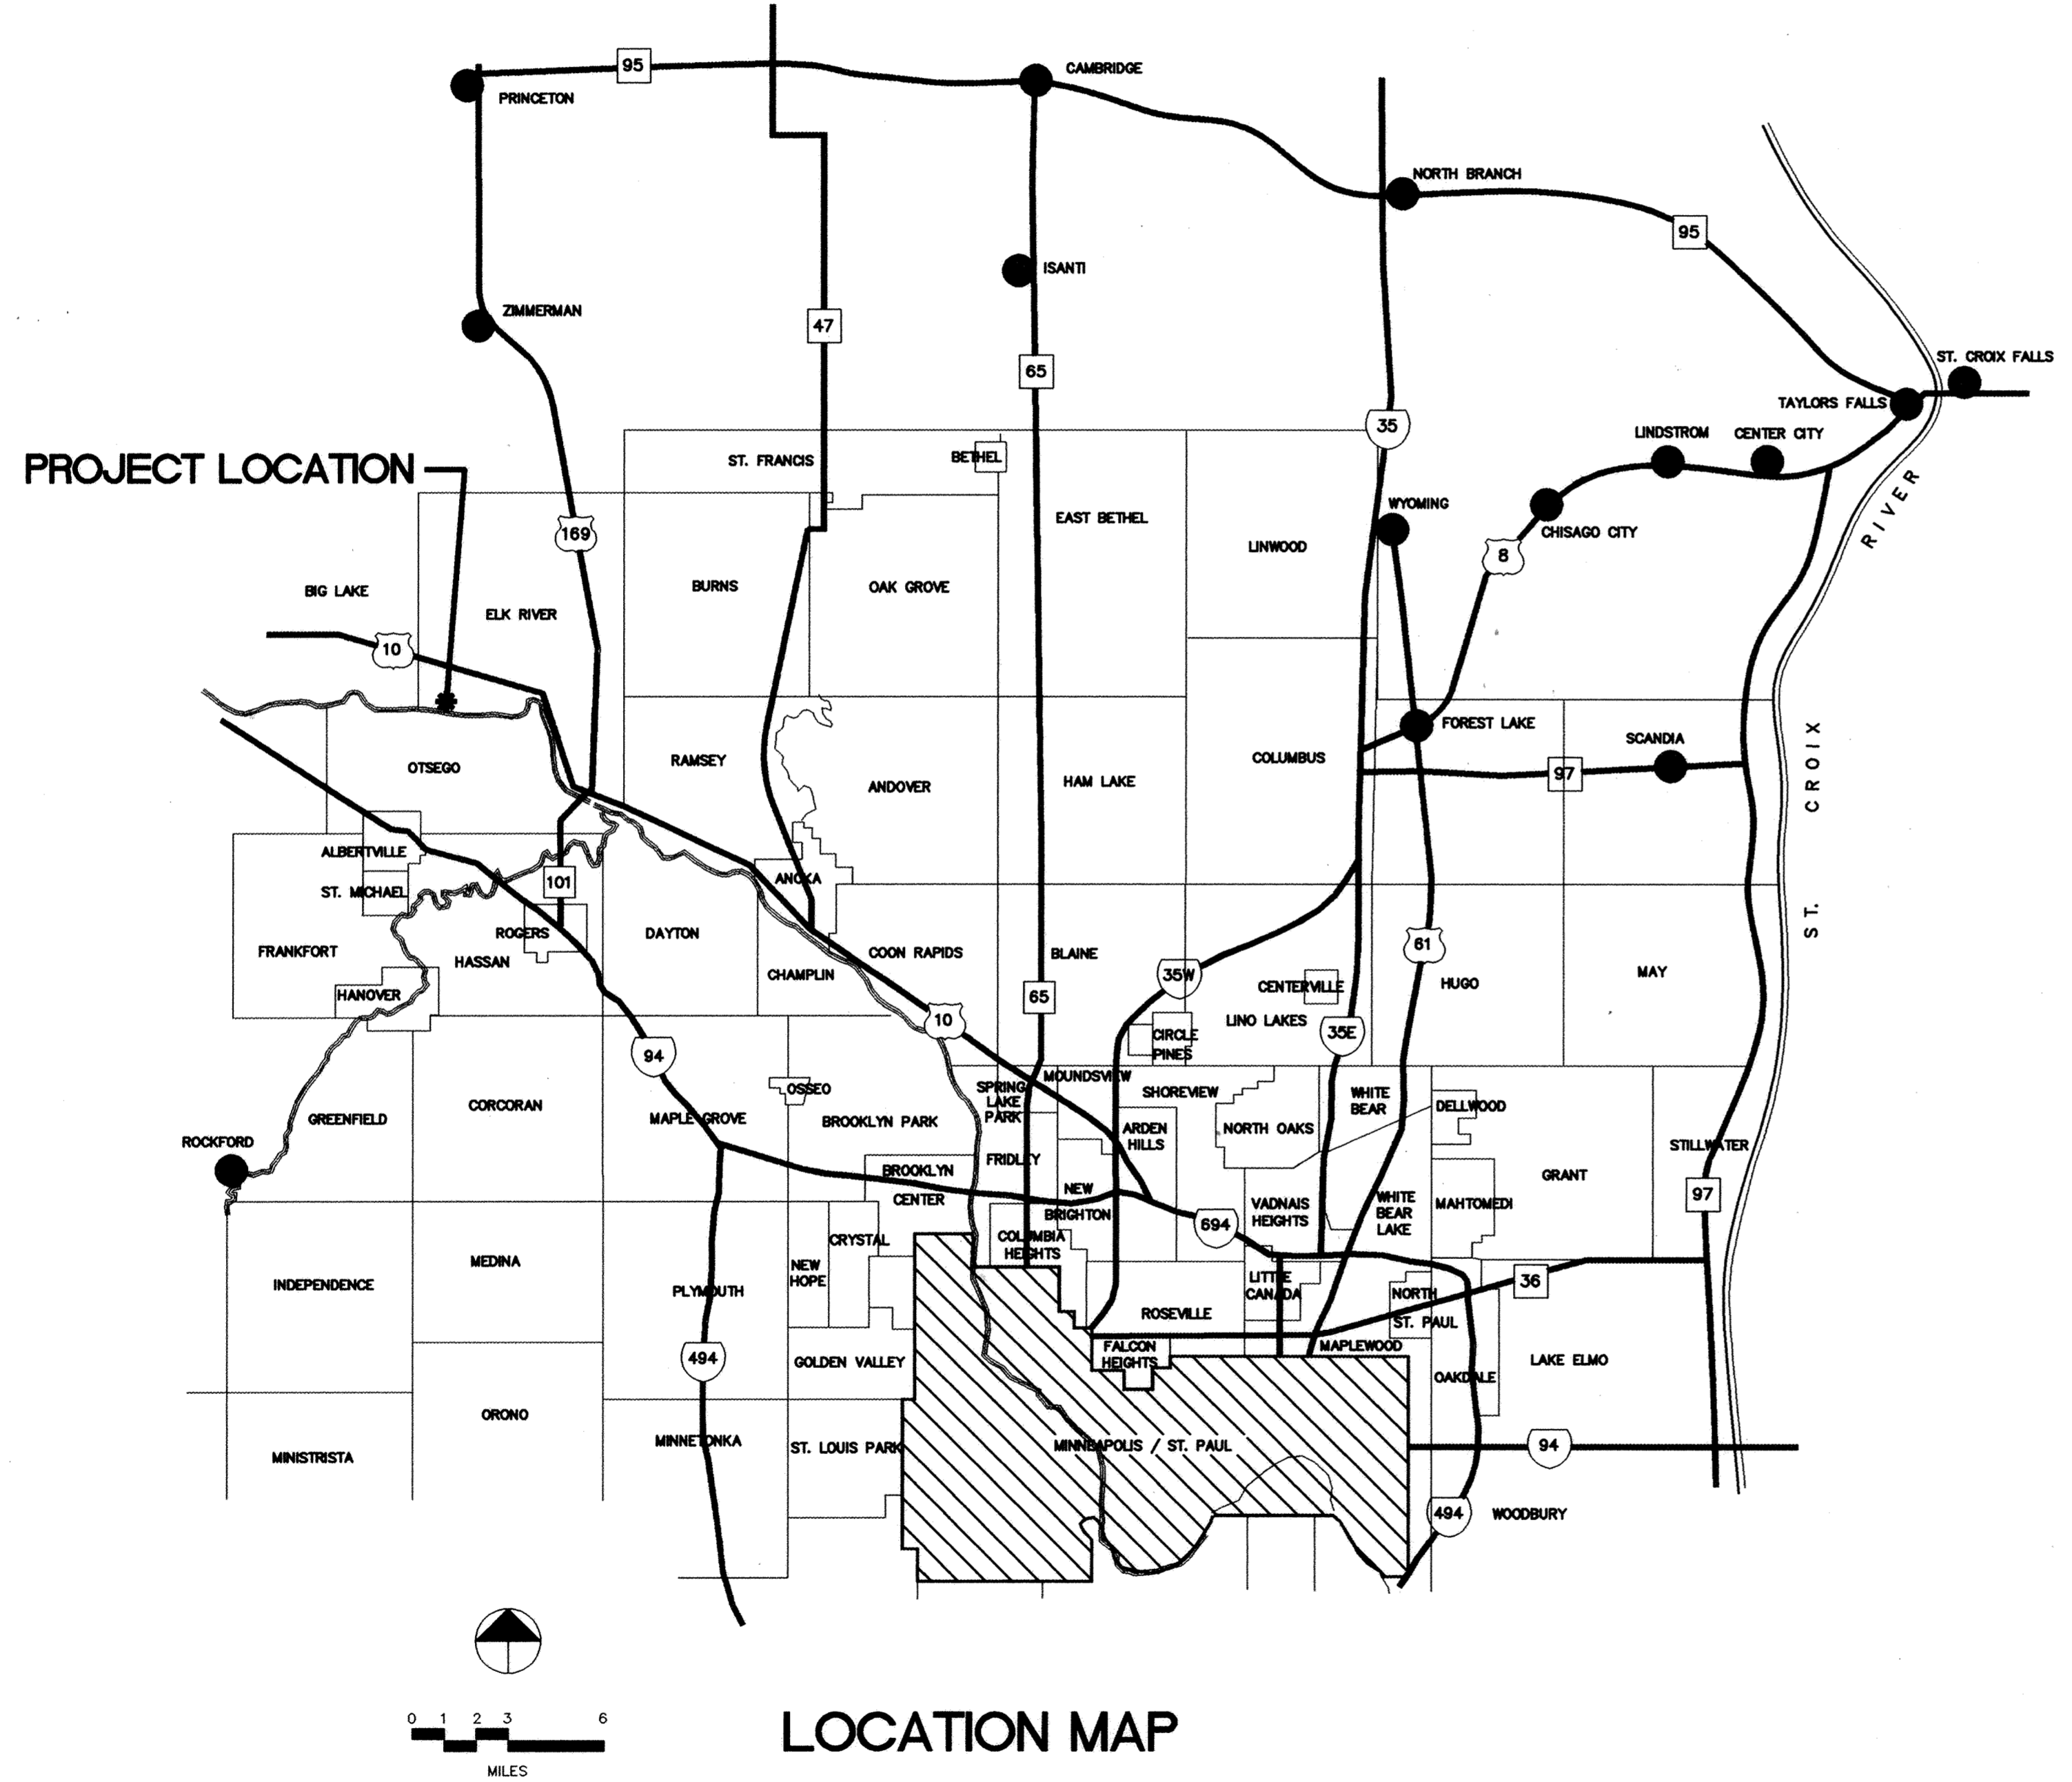 95
CAMBRIDGE
PRINCETON
NORTH BRANCH
95
ISANTI
ZIMMERMAN
47
ST. CROIX FALLS
65
TAYLORS FALLS
35
LINDSTROM
CENTER CITY
ST. FRANCIS
BETHEL
PROJECT LOCATION
WYOMING
EAST BETHEL
RIVER
169
CHISAGO CITY
LINWOOD
8
BIG LAKE
BURNS
OAK GROVE
ELK RIVER
10
FOREST LAKE
SCANDIA
RAMSEY
COLUMBUS
OTSEGO
97
HAM LAKE
ANDOVER
ST. CROIX
ALBERTVILLE
ANOKA
101
ST. MICHAEL
ROGERS
DAYTON
61
FRANKFORT
COON RAPIDS
BLAINE
HASSAN
CHAMPLIN
35W
MAY
HUGO
CENTERVILLE
HANOVER
65
10
LINO LAKES
35E
CIRCLE
PINES
94
MOUNDSVIEW
OSSEO
SPRING
LAKE
PARK
SHOREVIEW
WHITE
BEAR
CORCORAN
DELLWOOD
GREENFIELD
MAPLE GROVE
BROOKLYN PARK
ARDEN
HILLS
NORTH OAKS
ROCKFORD
STILLWATER
FRIDLEY
BROOKLYN
CENTER
GRANT
NEW
BRIGHTON
97
VADNAIS
HEIGHTS
WHITE
BEAR
LAKE
MAHTOMEDI
694
CRYSTAL
COLUMBIA
HEIGHTS
MEDINA
NEW
HOPE
INDEPENDENCE
PLYMOUTH
LITTLE
CANADA
36
NORTH
ST. PAUL
ROSEVILLE
FALCON
HEIGHTS
MAPLEWOOD
494
GOLDEN VALLEY
LAKE ELMO
OAKDALE
ORONO
MINNETONKA
ST. LOUIS PARK
MINNEAPOLIS / ST. PAUL
94
MINISTRISTA
494
WOODBURY
0 1 2 3 6
MILES
LOCATION MAP